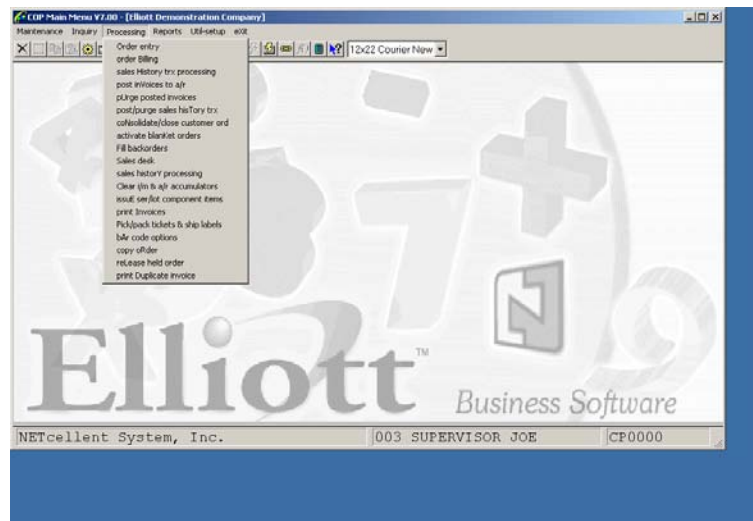 COP Main Menu V7.00 - [Elliott Demonstration Company]
Maintenance Inquiry Processing Reports Util-setup eXit
12x22 Courier New
Order entry
order Billing
sales History trx processing
post inVoices to a/r
pUrge posted invoices
post/purge sales hisTory trx
coNsolidate/close customer ord
activate blanKet orders
Fill backorders
Sales desk
sales historY processing
Clear i/m & a/r accumulators
issuE ser/lot component items
print Invoices
Pick/pack tickets & ship labels
bAr code options
copy oRder
reLease held order
print Duplicate invoice
7
9
N
Elliott™
Business Software
NETcellent System, Inc. 003 SUPERVISOR JOE CP0000